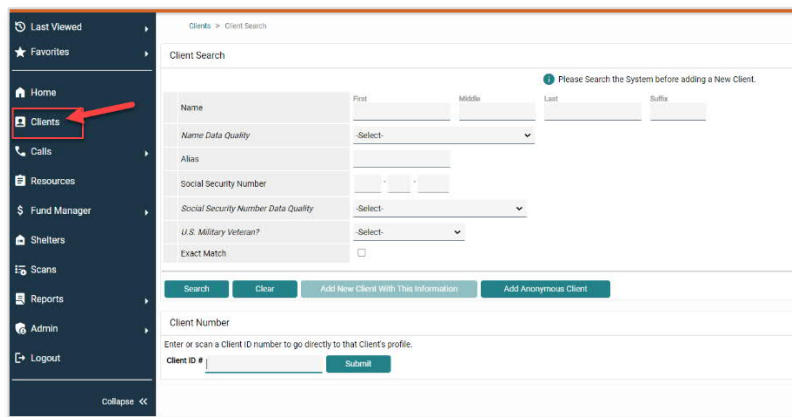 Last Viewed
Favorites
Home
Clients
Calls
Resources
Fund Manager
Shelters
Scans
Reports
Admin
Logout
Collapse
Clients > Client Search
Client Search
Please Search the System before adding a New Client.
Name First Middle Last Suffix
Name Data Quality -Select-
Alias
Social Security Number - -
Social Security Number Data Quality -Select-
U.S. Military Veteran? -Select-
Exact Match
Search Clear Add New Client With This Information Add Anonymous Client
Client Number
Enter or scan a Client ID number to go directly to that Client's profile.
Client ID # Submit